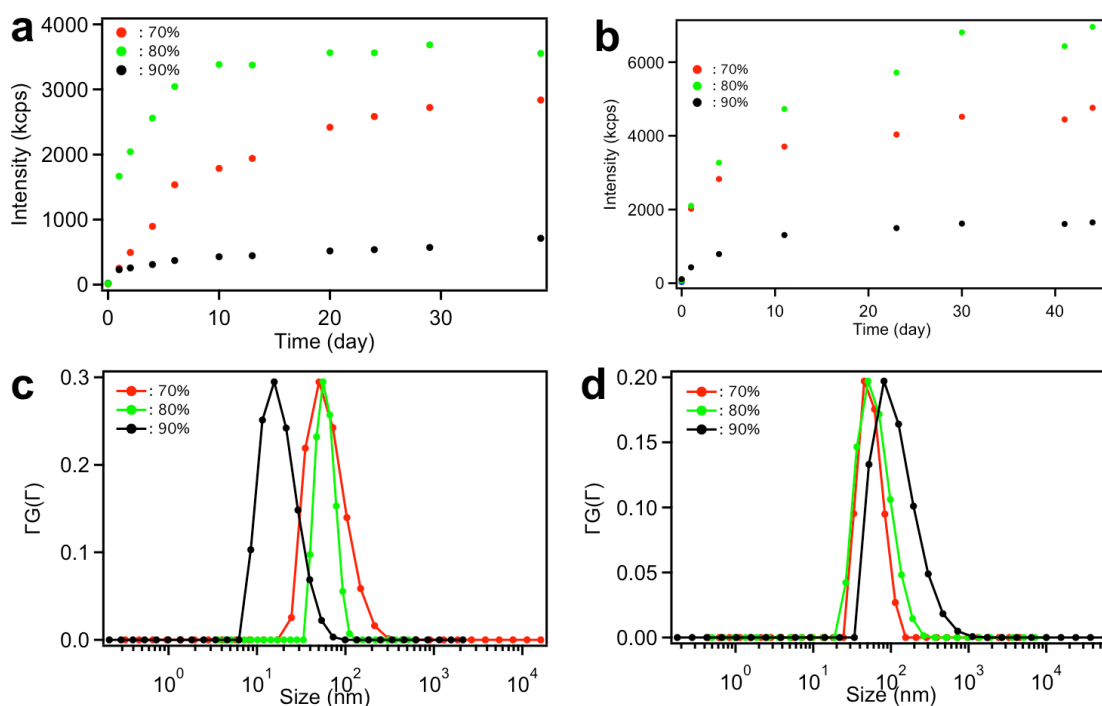 a
: 70%
: 80%
: 90%
4000
3000
2000
1000
0
Intensity (kcps)
0 10 20 30
Time (day)
b
: 70%
: 80%
: 90%
6000
4000
2000
0
Intensity (kcps)
0 10 20 30 40
Time (day)
c
: 70%
: 80%
: 90%
0.3
0.2
0.1
0.0
ΓG(Γ)
10^0 10^1 10^2 10^3 10^4
Size (nm)
d
: 70%
: 80%
: 90%
0.20
0.15
0.10
0.05
0.00
ΓG(Γ)
10^0 10^1 10^2 10^3 10^4
Size (nm)